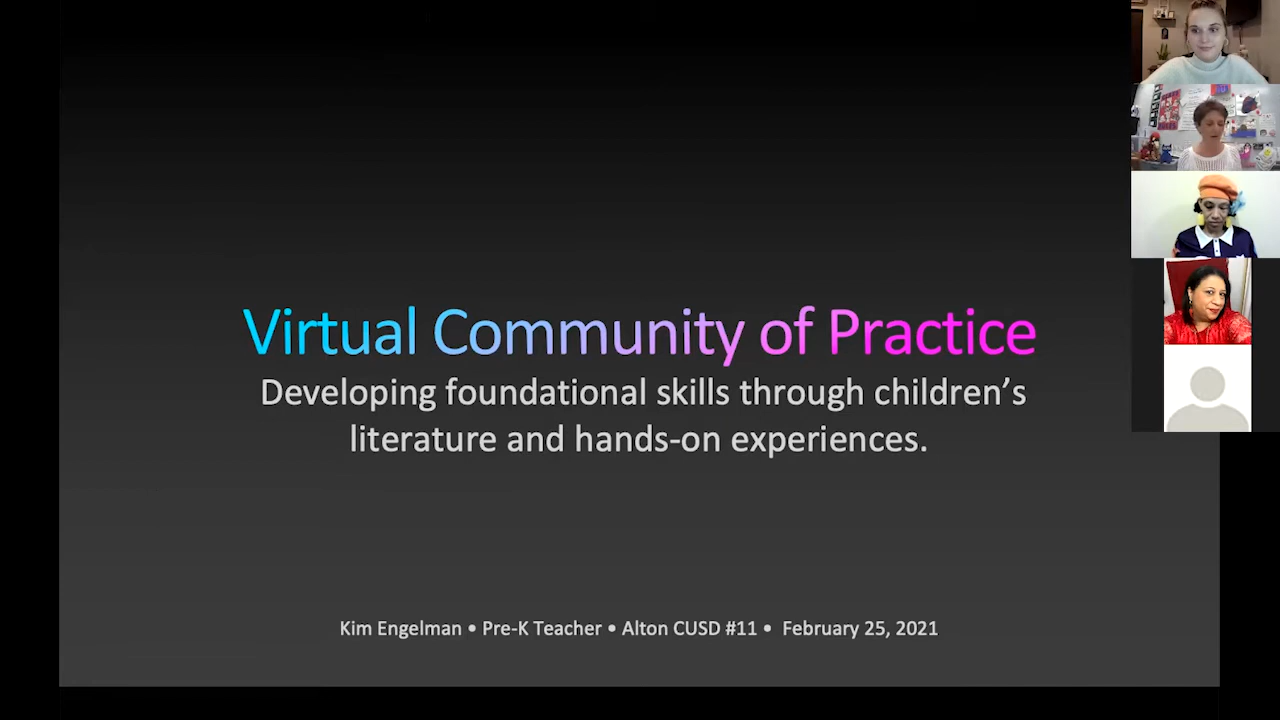 Virtual Community of Practice
Developing foundational skills through children’s
literature and hands-on experiences.
Kim Engelman • Pre-K Teacher • Alton CUSD #11 • February 25, 2021